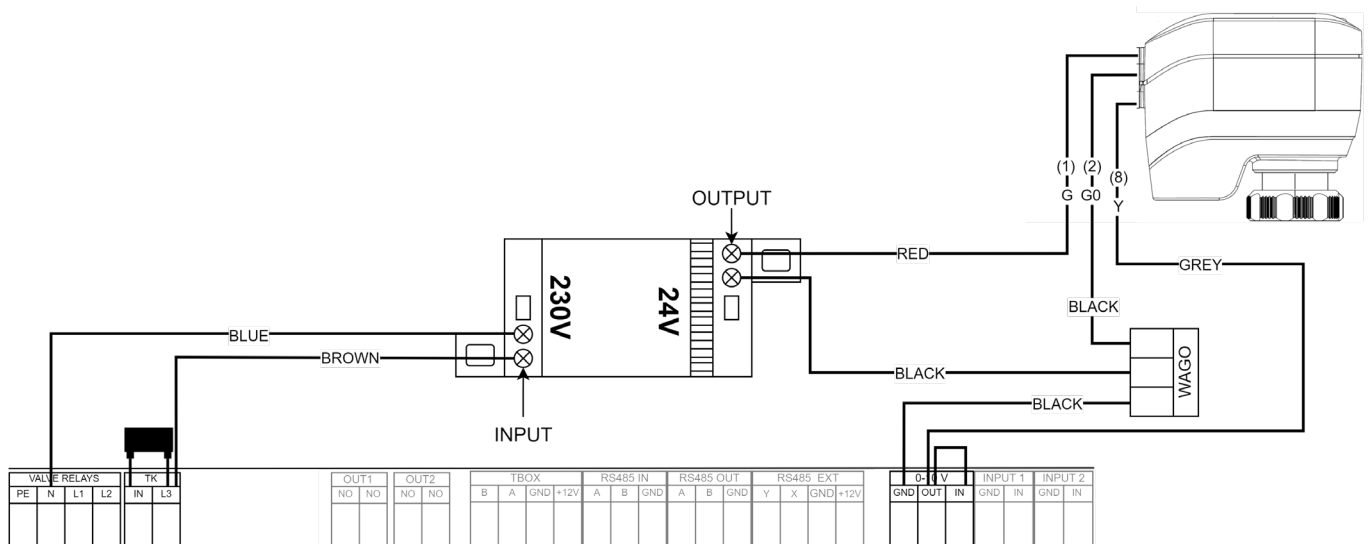 (1)
G
(2)
G0
(8)
Y
OUTPUT
RED
GREY
230V
24V
BLACK
BLUE
BROWN
BLACK
WAGO
BLACK
INPUT
VALVE RELAYS
TK
OUT1
OUT2
TBOX
RS485 IN
RS485 OUT
RS485 EXT
0-10 V
INPUT 1
INPUT 2
PE N L1 L2
IN L3
NO NO
NO NO
B A GND +12V
A B GND
A B GND
Y X GND +12V
GND OUT IN
GND IN
GND IN